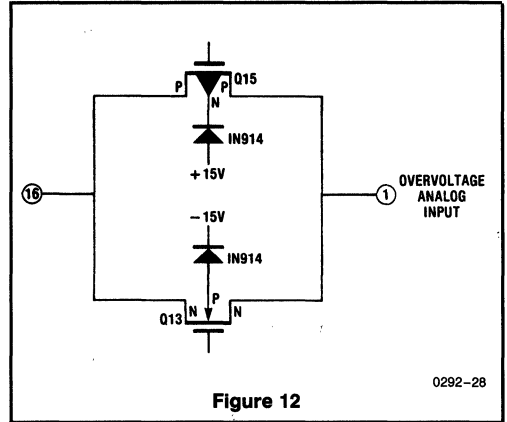 P P Q15
N
IN914
+15V
16 1 OVERVOLTAGE
ANALOG
INPUT
-15V
IN914
P
N N
Q13
0292-28
Figure 12